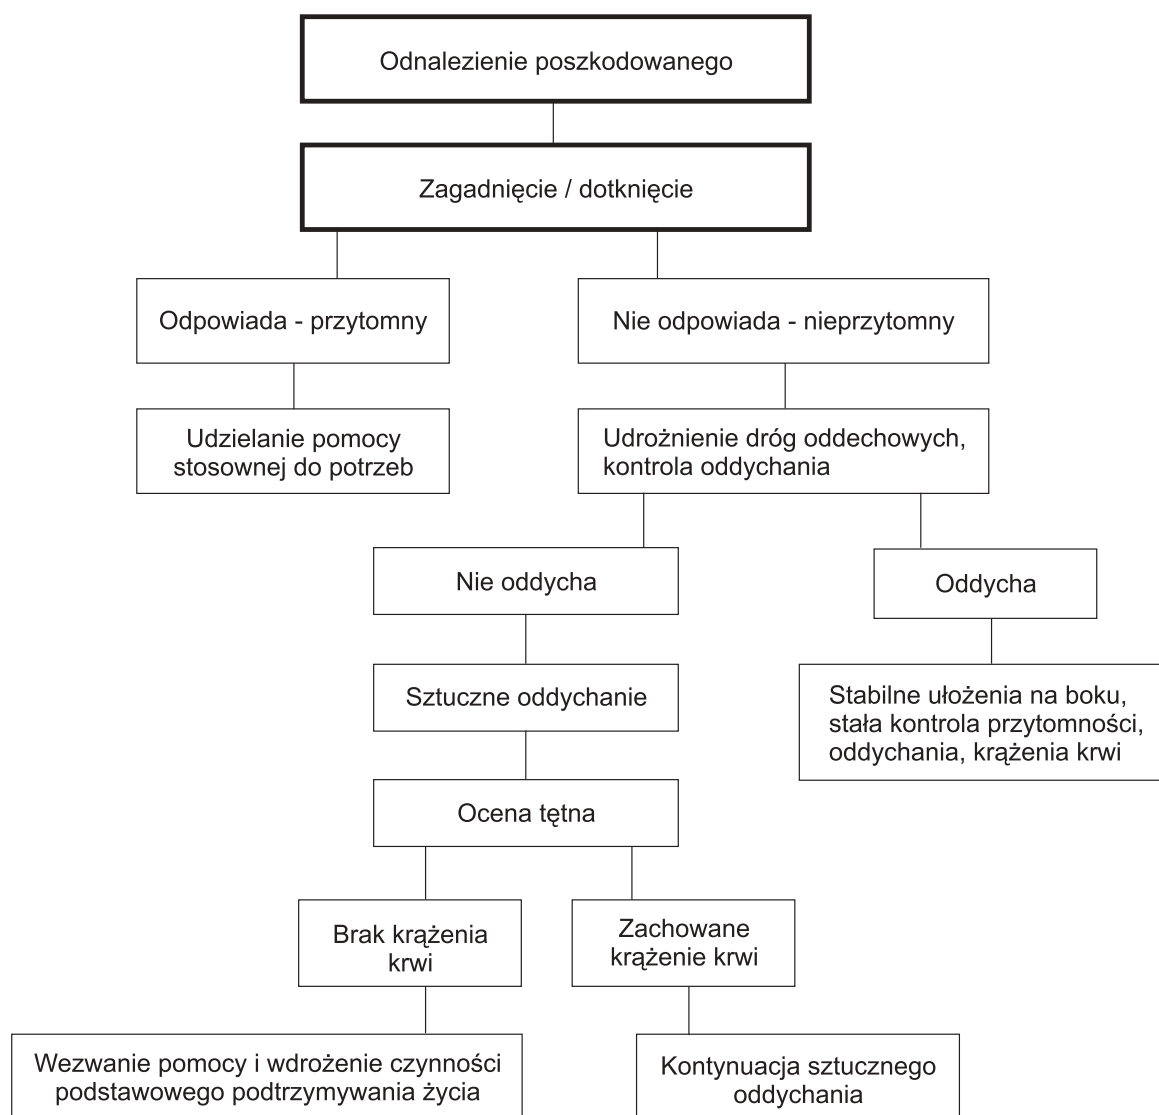 Odnalezienie poszkodowanego
Zagadnięcie / dotknięcie
Odpowiada - przytomny
Nie odpowiada - nieprzytomny
Udzielanie pomocy
stosownej do potrzeb
Udrożnienie dróg oddechowych,
kontrola oddychania
Nie oddycha
Oddycha
Sztuczne oddychanie
Stabilne ułożenia na boku,
stała kontrola przytomności,
oddychania, krążenia krwi
Ocena tętna
Brak krążenia
krwi
Zachowane
krążenie krwi
Wezwanie pomocy i wdrożenie czynności
podstawowego podtrzymywania życia
Kontynuacja sztucznego
oddychania